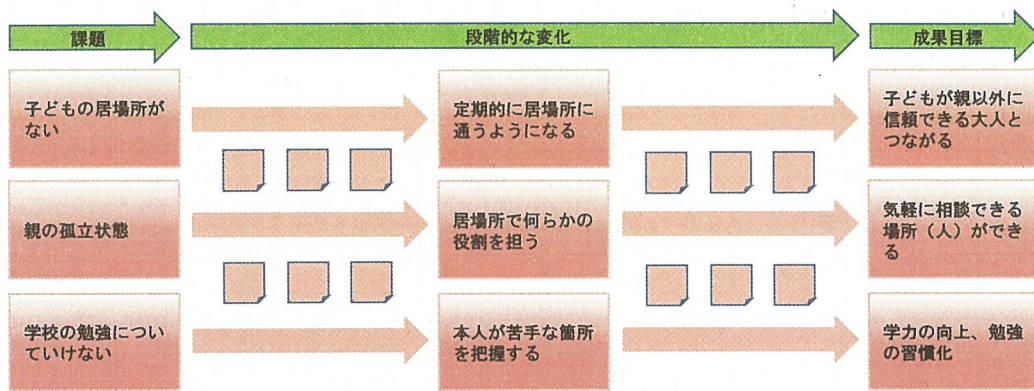 課題
段階的な変化
成果目標
子どもの居場所が
ない
定期的に居場所に
通うようになる
子どもが親以外に
信頼できる大人と
つながる
親の孤立状態
居場所で何らかの
役割を担う
気軽に相談できる
場所（人）ができ
る
学校の勉強につい
ていけない
本人が苦手な箇所
を把握する
学力の向上、勉強
の習慣化